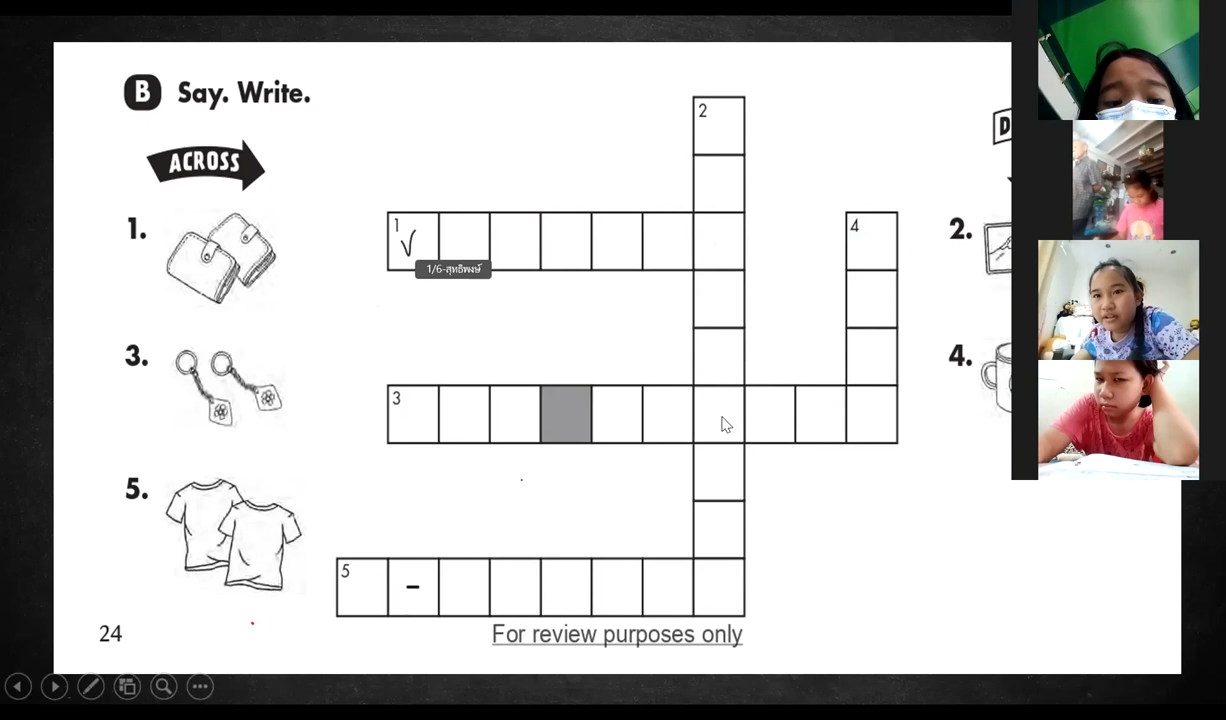 B Say. Write.
ACROSS
D
1.
2.
3.
4.
5.
1
V
2
3
4
5
-
1/6-สุทธิพงษ์
24
For review purposes only